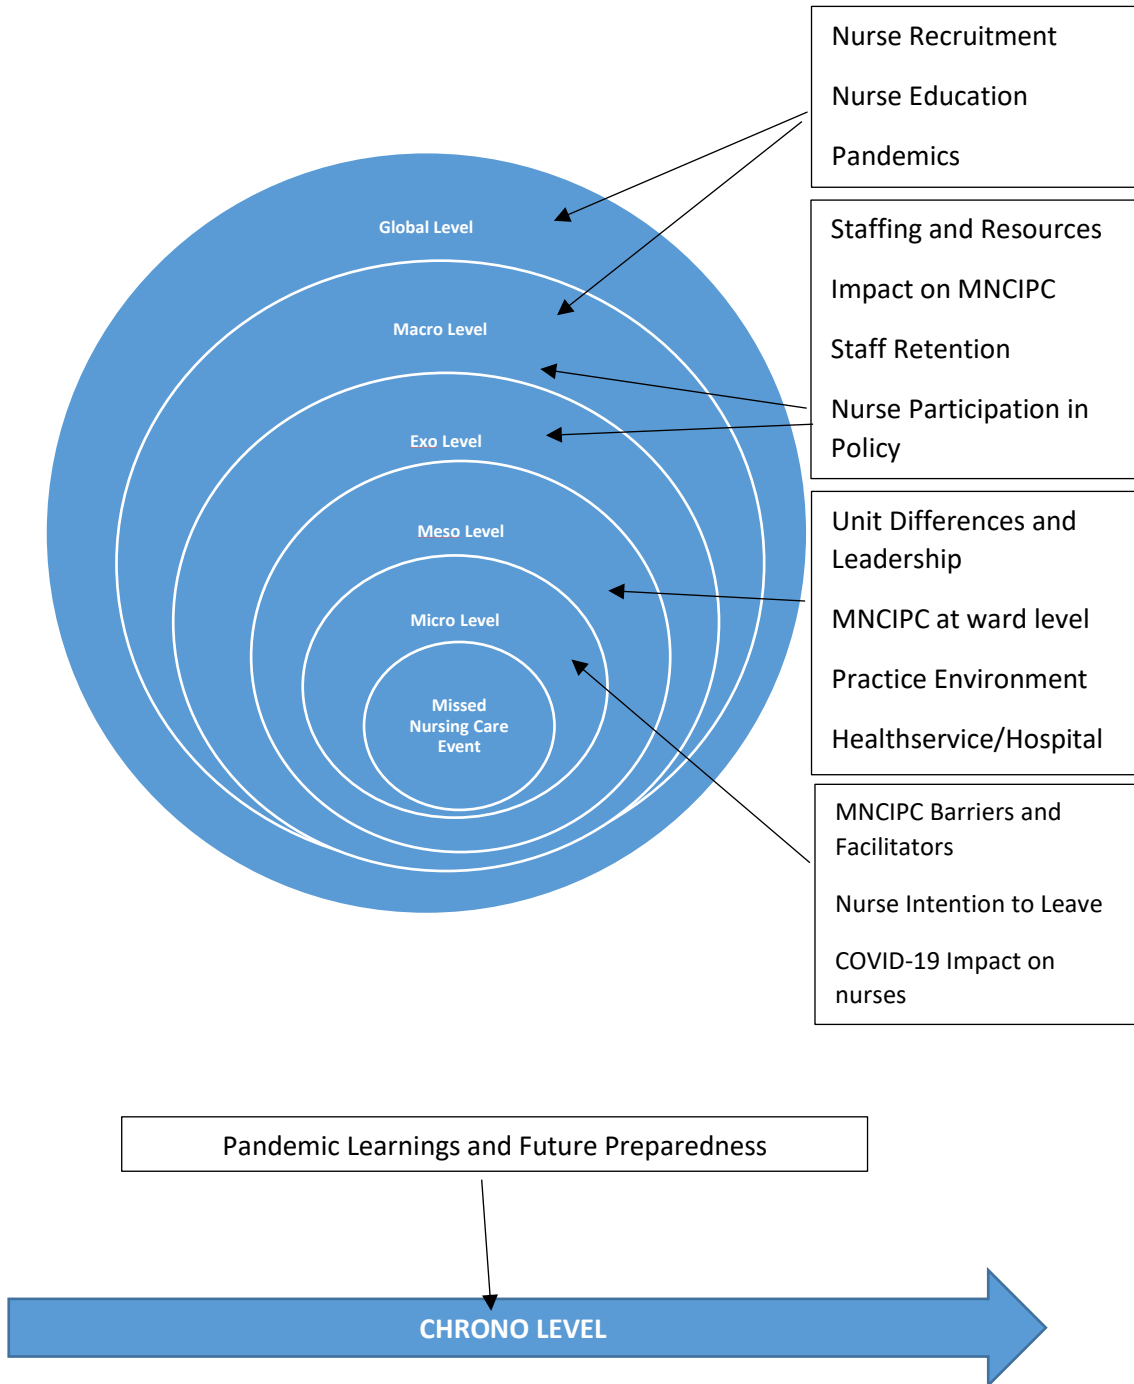 Nurse Recruitment
Nurse Education
Pandemics
Global Level
Staffing and Resources
Impact on MNCIPC
Staff Retention
Nurse Participation in
Policy
Macro Level
Exo Level
Meso Level
Micro Level
Missed
Nursing Care
Event
Unit Differences and
Leadership
MNCIPC at ward level
Practice Environment
Healthservice/Hospital
MNCIPC Barriers and
Facilitators
Nurse Intention to Leave
COVID-19 Impact on
nurses
Pandemic Learnings and Future Preparedness
CHRONO LEVEL